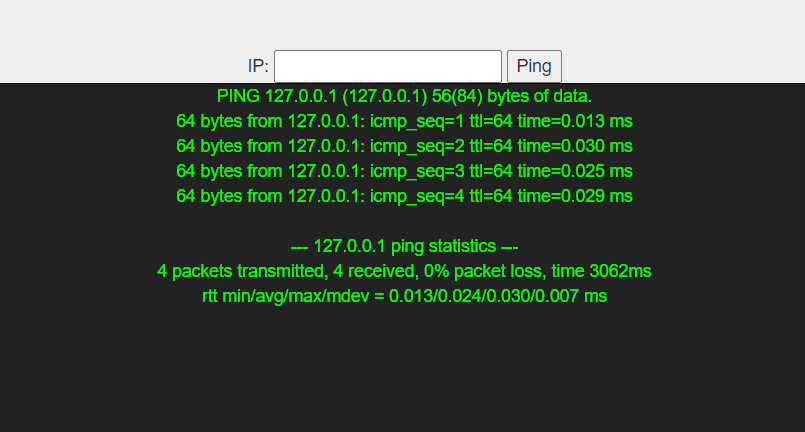 IP: Ping
PING 127.0.0.1 (127.0.0.1) 56(84) bytes of data.
64 bytes from 127.0.0.1: icmp_seq=1 ttl=64 time=0.013 ms
64 bytes from 127.0.0.1: icmp_seq=2 ttl=64 time=0.030 ms
64 bytes from 127.0.0.1: icmp_seq=3 ttl=64 time=0.025 ms
64 bytes from 127.0.0.1: icmp_seq=4 ttl=64 time=0.029 ms
--- 127.0.0.1 ping statistics ---
4 packets transmitted, 4 received, 0% packet loss, time 3062ms
rtt min/avg/max/mdev = 0.013/0.024/0.030/0.007 ms